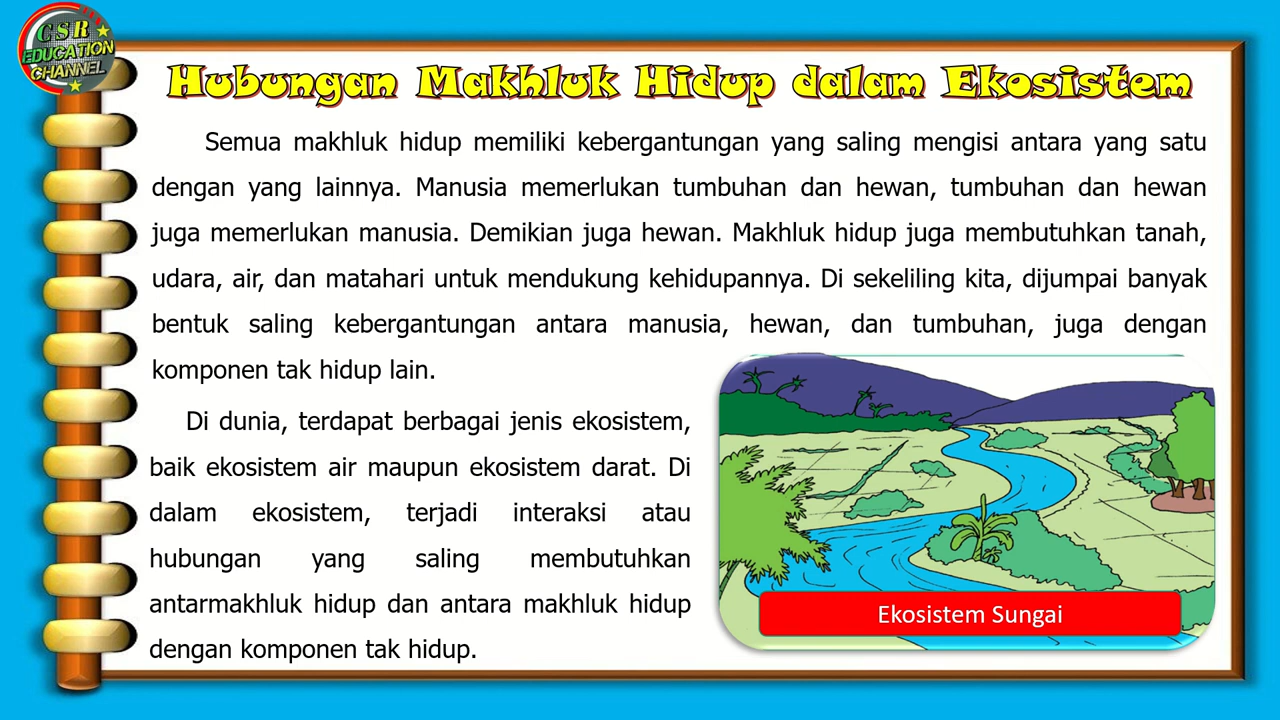 CSR
EDUCATION
CHANNEL
Hubungan Makhluk Hidup dalam Ekosistem
Semua makhluk hidup memiliki kebergantungan yang saling mengisi antara yang satu
dengan yang lainnya. Manusia memerlukan tumbuhan dan hewan, tumbuhan dan hewan
juga memerlukan manusia. Demikian juga hewan. Makhluk hidup juga membutuhkan tanah,
udara, air, dan matahari untuk mendukung kehidupannya. Di sekeliling kita, dijumpai banyak
bentuk saling kebergantungan antara manusia, hewan, dan tumbuhan, juga dengan
komponen tak hidup lain.
Di dunia, terdapat berbagai jenis ekosistem,
baik ekosistem air maupun ekosistem darat. Di
dalam ekosistem, terjadi interaksi atau
hubungan yang saling membutuhkan
antarmakhluk hidup dan antara makhluk hidup
dengan komponen tak hidup.
Ekosistem Sungai